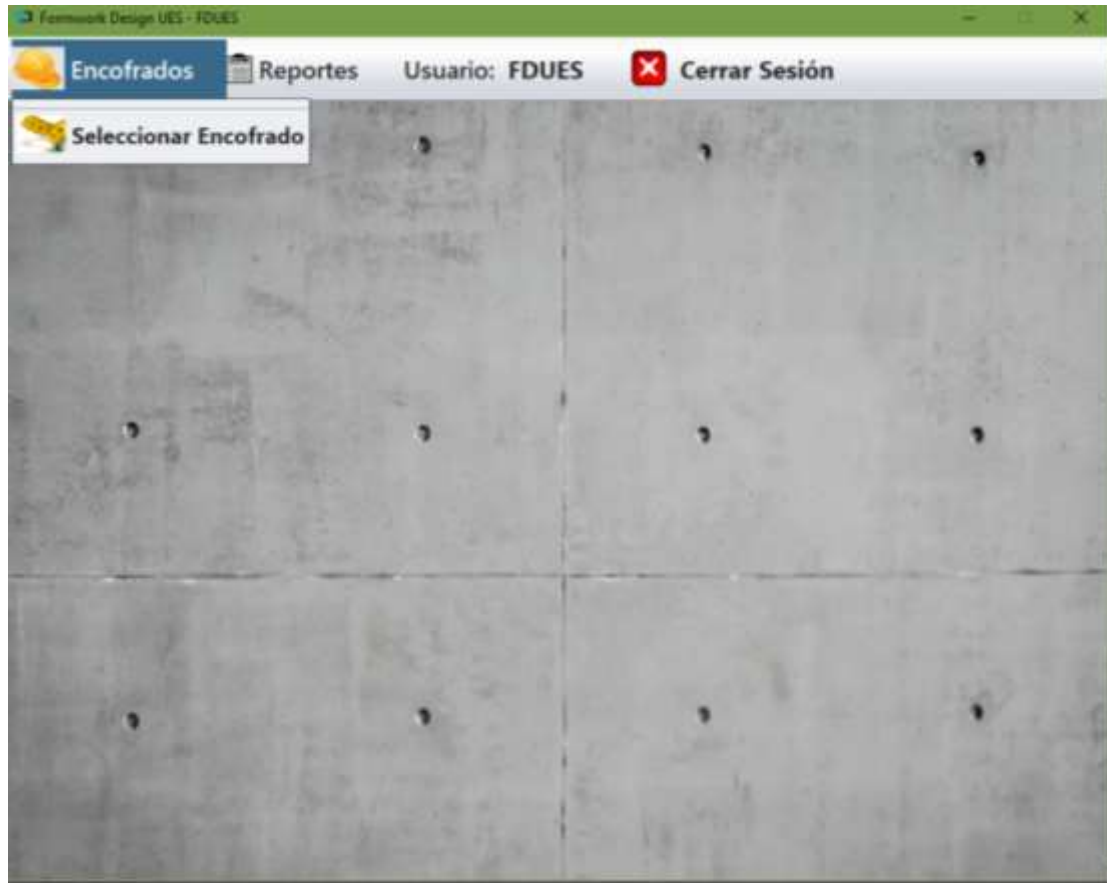 Formwork Design UES - FDUES
Encofrados Reportes Usuario: FDUES Cerrar Sesión
Seleccionar Encofrado